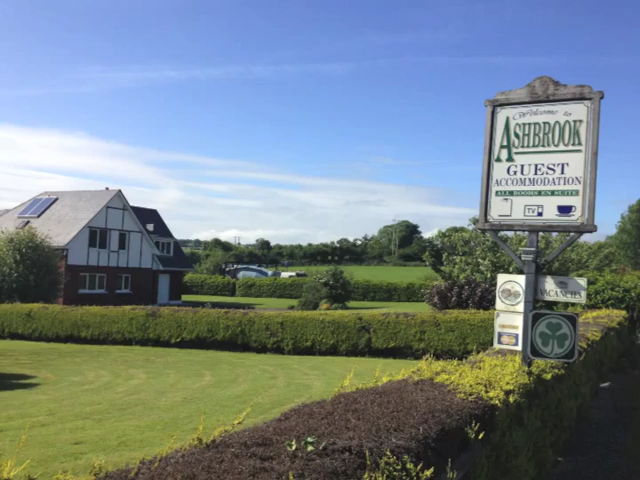 Welcome to
ASHBROOK
GUEST
ACCOMMODATION
ALL ROOMS EN SUITE
TV
VACANCIES